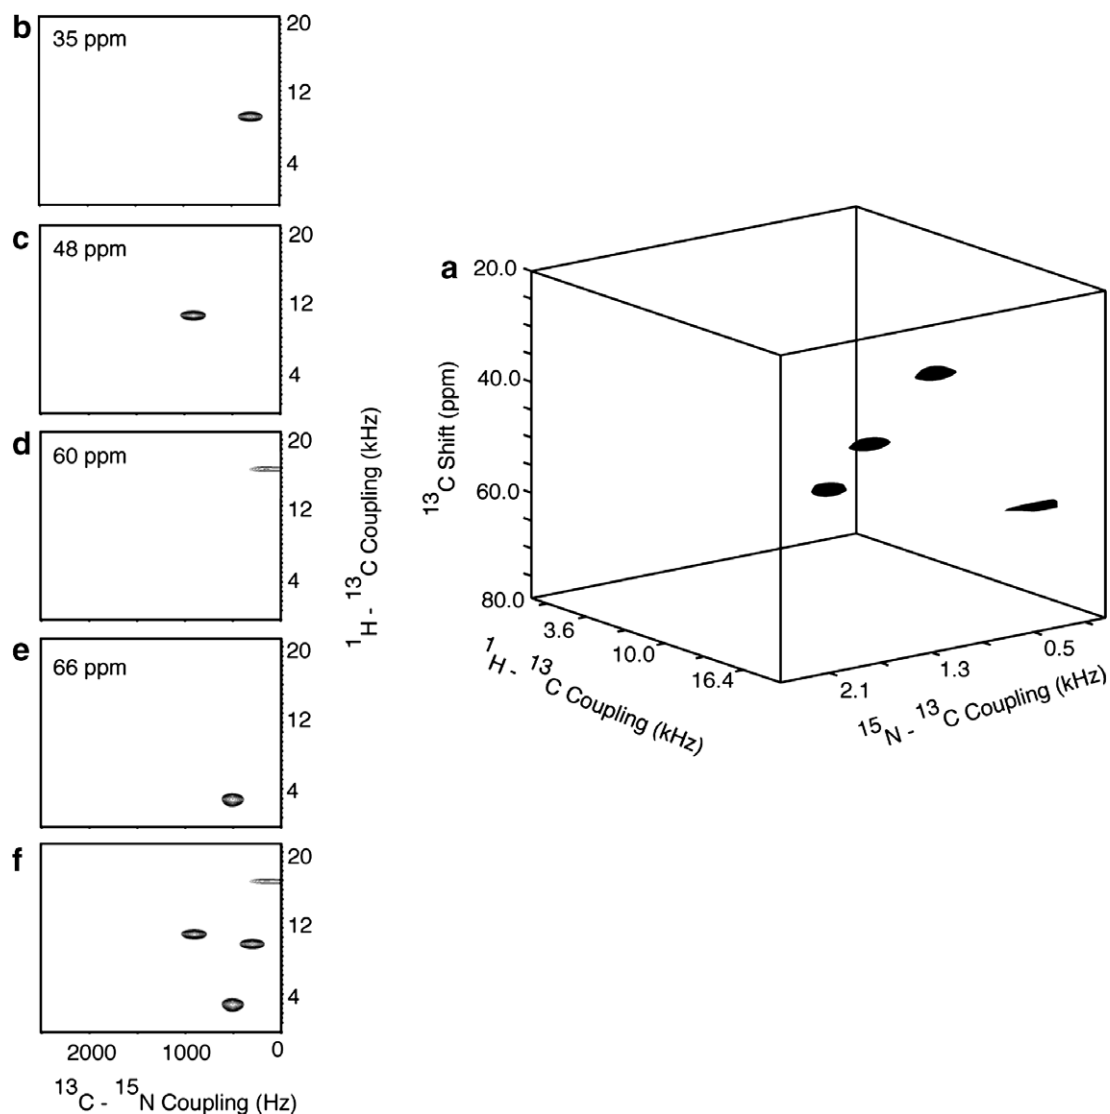 b
35 ppm
20
12
4
c
48 ppm
20
12
4
d
60 ppm
20
12
4
e
66 ppm
20
12
4
f
20
12
4
2000 1000 0
13C - 15N Coupling (Hz)
1H - 13C Coupling (kHz)
a
20.0
40.0
60.0
80.0
13C Shift (ppm)
3.6
10.0
16.4
1H - 13C Coupling (kHz)
2.1
1.3
0.5
15N - 13C Coupling (kHz)